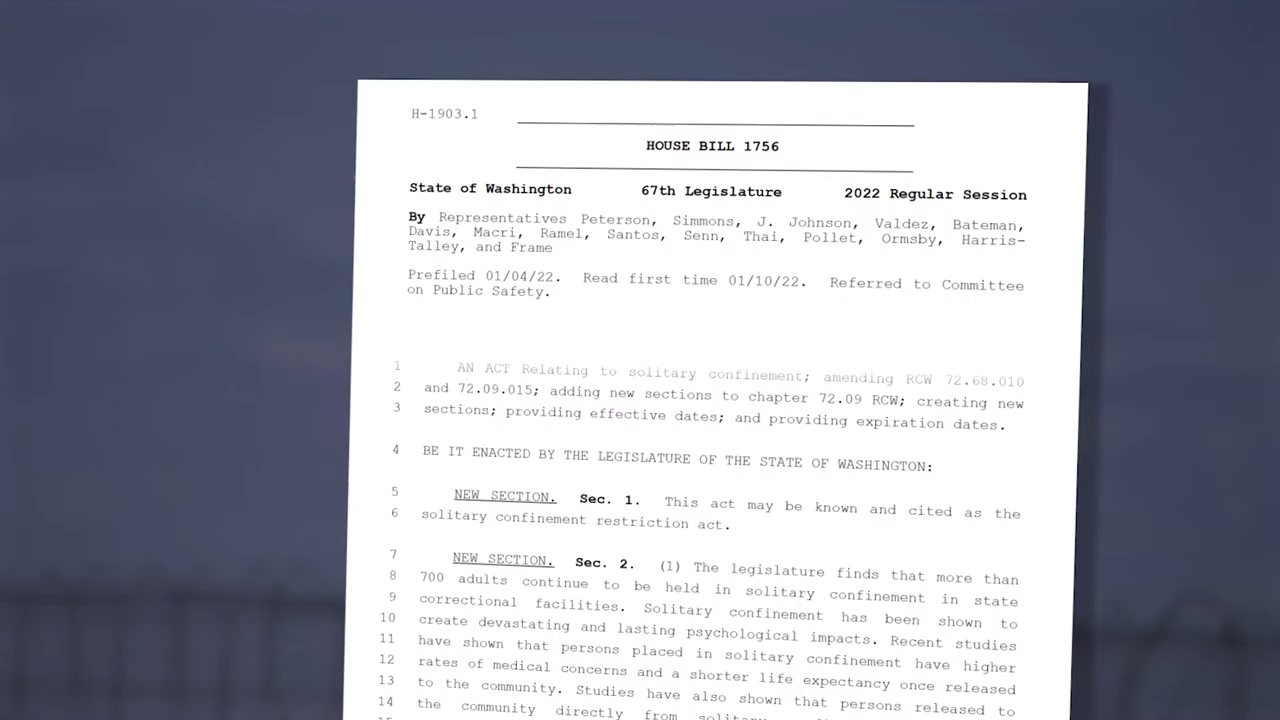 H-1903.1
HOUSE BILL 1756
State of Washington 67th Legislature 2022 Regular Session
By Representatives Peterson, Simmons, J. Johnson, Valdez, Bateman,
Davis, Macri, Ramel, Santos, Senn, Thai, Pollet, Ormsby, Harris-
Talley, and Frame
Prefiled 01/04/22. Read first time 01/10/22. Referred to Committee
on Public Safety.
1 AN ACT Relating to solitary confinement; amending RCW 72.68.010
2 and 72.09.015; adding new sections to chapter 72.09 RCW; creating new
3 sections; providing effective dates; and providing expiration dates.
4 BE IT ENACTED BY THE LEGISLATURE OF THE STATE OF WASHINGTON:
5 NEW SECTION. Sec. 1. This act may be known and cited as the
6 solitary confinement restriction act.
7 NEW SECTION. Sec. 2. (1) The legislature finds that more than
8 700 adults continue to be held in solitary confinement in state
9 correctional facilities. Solitary confinement has been shown to
10 create devastating and lasting psychological impacts. Recent studies
11 have shown that persons placed in solitary confinement have higher
12 rates of medical concerns and a shorter life expectancy once released
13 to the community. Studies have also shown that persons released to
14 the community directly from